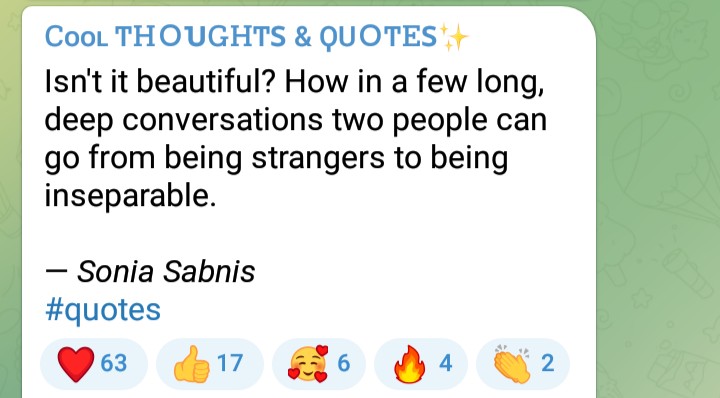 Cool THOUGHTS & QUOTES✨
Isn't it beautiful? How in a few long,
deep conversations two people can
go from being strangers to being
inseparable.
— Sonia Sabnis
#quotes
❤️ 63 👍 17 🥰 6 🔥 4 👏 2